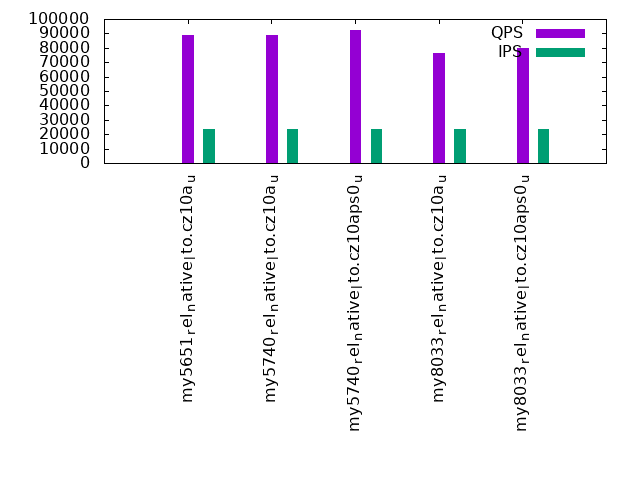 100000
90000
80000
70000
60000
50000
40000
30000
20000
10000
0
QPS
IPS
my5651_rel_native_lto.cz10a_u
my5740_rel_native_lto.cz10a_u
my5740_rel_native_lto.cz10aps0_u
my8033_rel_native_lto.cz10a_u
my8033_rel_native_lto.cz10aps0_u